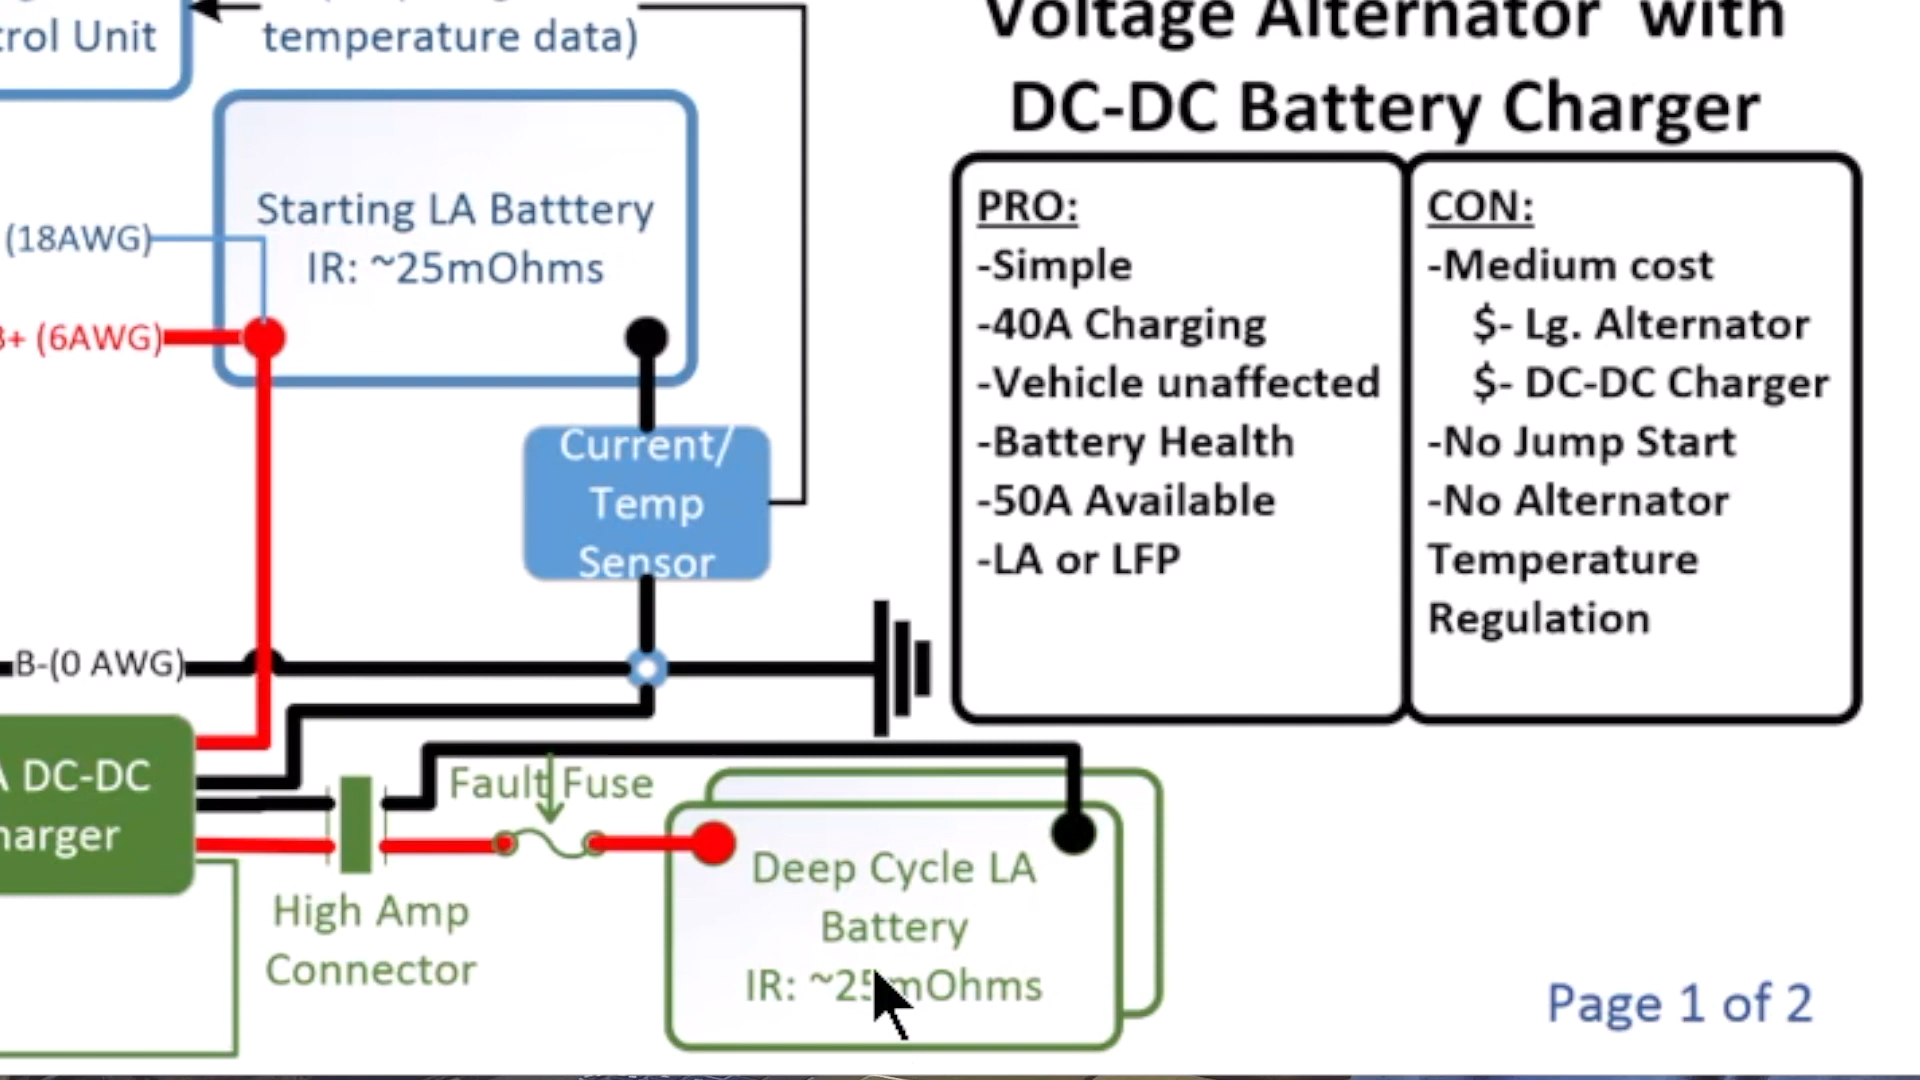 trol Unit
temperature data)
Voltage Alternator with
DC-DC Battery Charger
Starting LA Batttery
IR: ~25mOhms
(18AWG)
B+ (6AWG)
Current/
Temp
Sensor
B-(0 AWG)
PRO:
-Simple
-40A Charging
-Vehicle unaffected
-Battery Health
-50A Available
-LA or LFP
CON:
-Medium cost
$- Lg. Alternator
$- DC-DC Charger
-No Jump Start
-No Alternator
Temperature
Regulation
A DC-DC
harger
Fault Fuse
High Amp
Connector
Deep Cycle LA
Battery
IR: ~25mOhms
Page 1 of 2